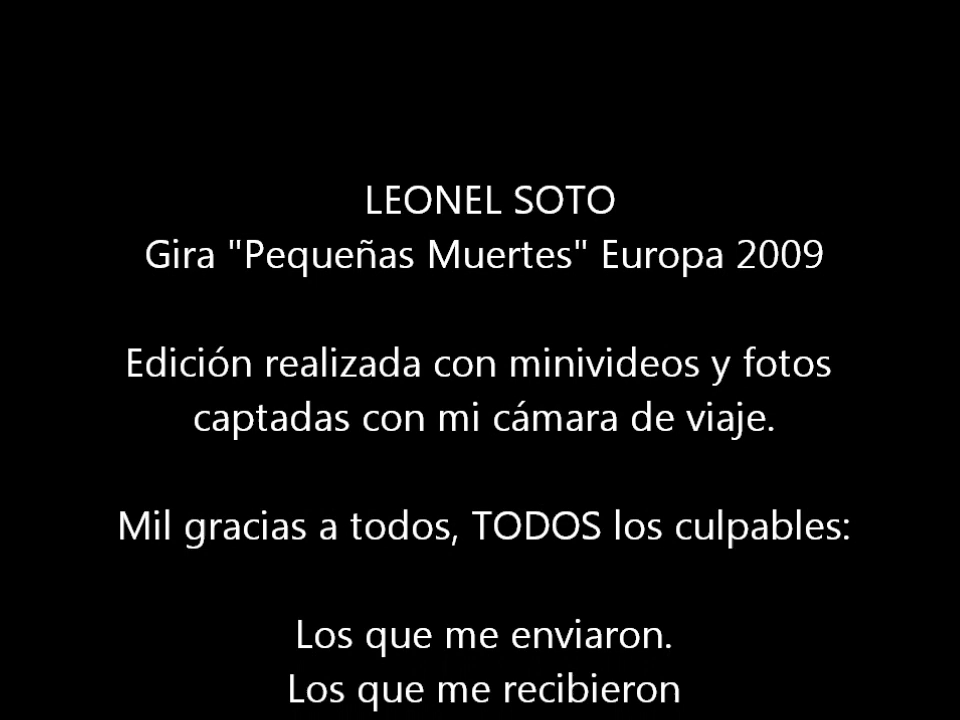 LEONEL SOTO
Gira "Pequeñas Muertes" Europa 2009
Edición realizada con minivideos y fotos
captadas con mi cámara de viaje.
Mil gracias a todos, TODOS los culpables:
Los que me enviaron.
Los que me recibieron